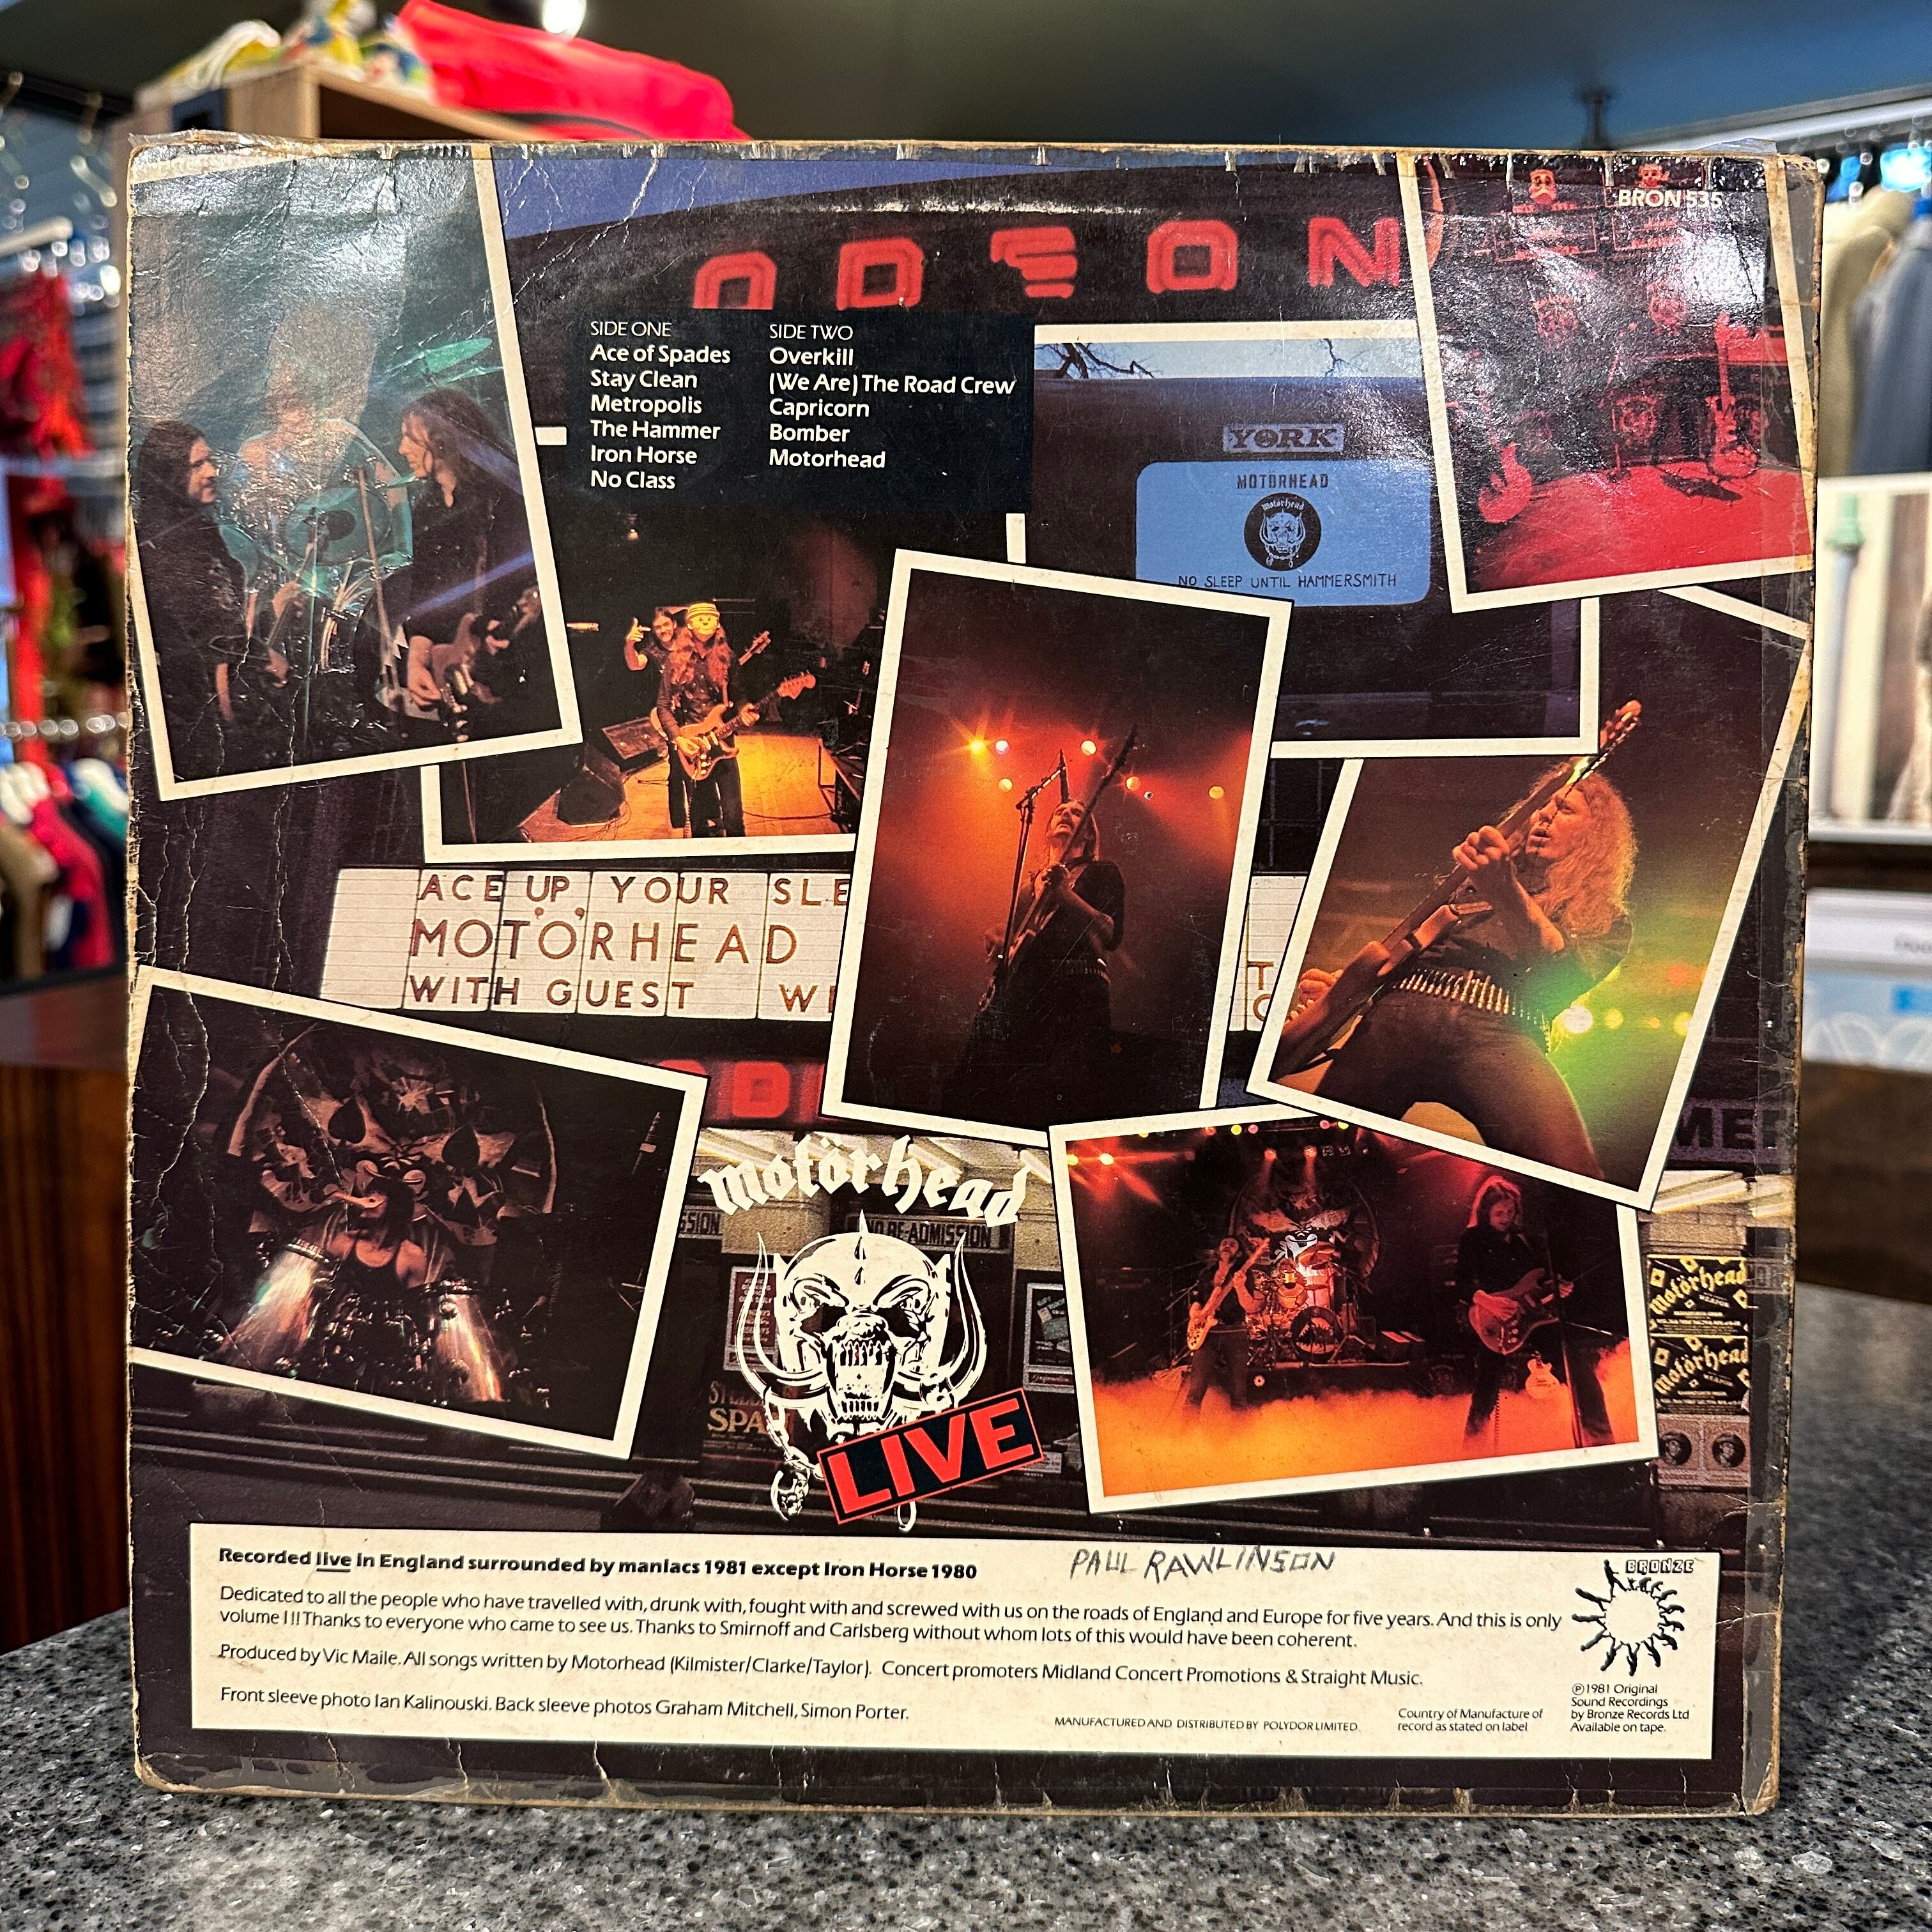 BRON 535
ODEON
SIDE ONE
Ace of Spades
Stay Clean
Metropolis
The Hammer
Iron Horse
No Class
SIDE TWO
Overkill
(We Are) The Road Crew
Capricorn
Bomber
Motorhead
YORK
MOTORHEAD
motörhead
NO SLEEP UNTIL HAMMERSMITH
ACE UP YOUR SLE
MOTÖRHEAD
WITH GUEST WI
motörhead
NO RE-ADMISSION
LIVE
Motörhead
Motörhead
Recorded live in England surrounded by maniacs 1981 except Iron Horse 1980
PAUL RAWLINSON
Dedicated to all the people who have travelled with, drunk with, fought with and screwed with us on the roads of England and Europe for five years. And this is only
volume I!!! Thanks to everyone who came to see us. Thanks to Smirnoff and Carlsberg without whom lots of this would have been coherent.
Produced by Vic Maile. All songs written by Motorhead (Kilmister/Clarke/Taylor). Concert promoters Midland Concert Promotions & Straight Music.
Front sleeve photo Ian Kalinouski. Back sleeve photos Graham Mitchell, Simon Porter.
MANUFACTURED AND DISTRIBUTED BY POLYDOR LIMITED.
Country of Manufacture of
record as stated on label
BRONZE
℗1981 Original
Sound Recordings
by Bronze Records Ltd
Available on tape.